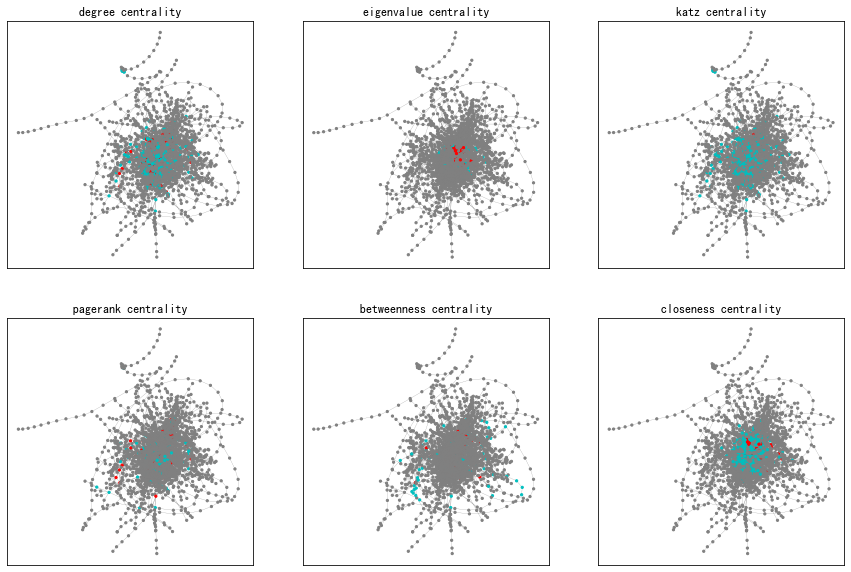 degree centrality
eigenvalue centrality
katz centrality
pagerank centrality
betweenness centrality
closeness centrality